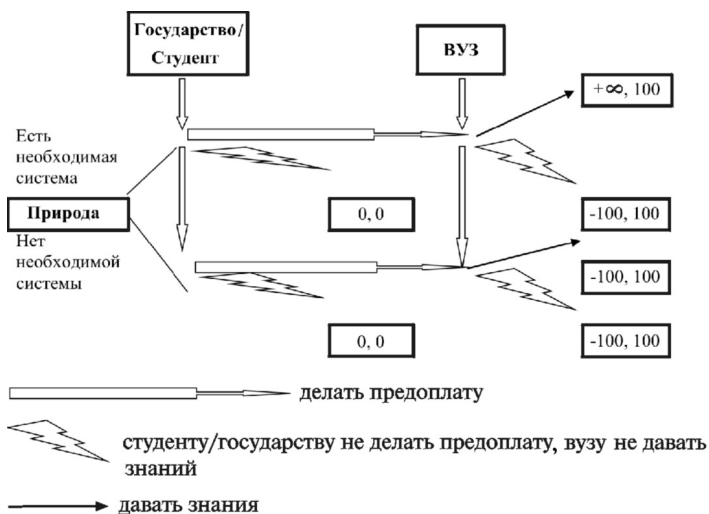 Государство/
Студент
ВУЗ
+∞, 100
Есть
необходимая
система
-100, 100
Природа
0, 0
Нет
необходимой
системы
-100, 100
0, 0
-100, 100
делать предоплату
студенту/государству не делать предоплату, вузу не давать
знаний
давать знания